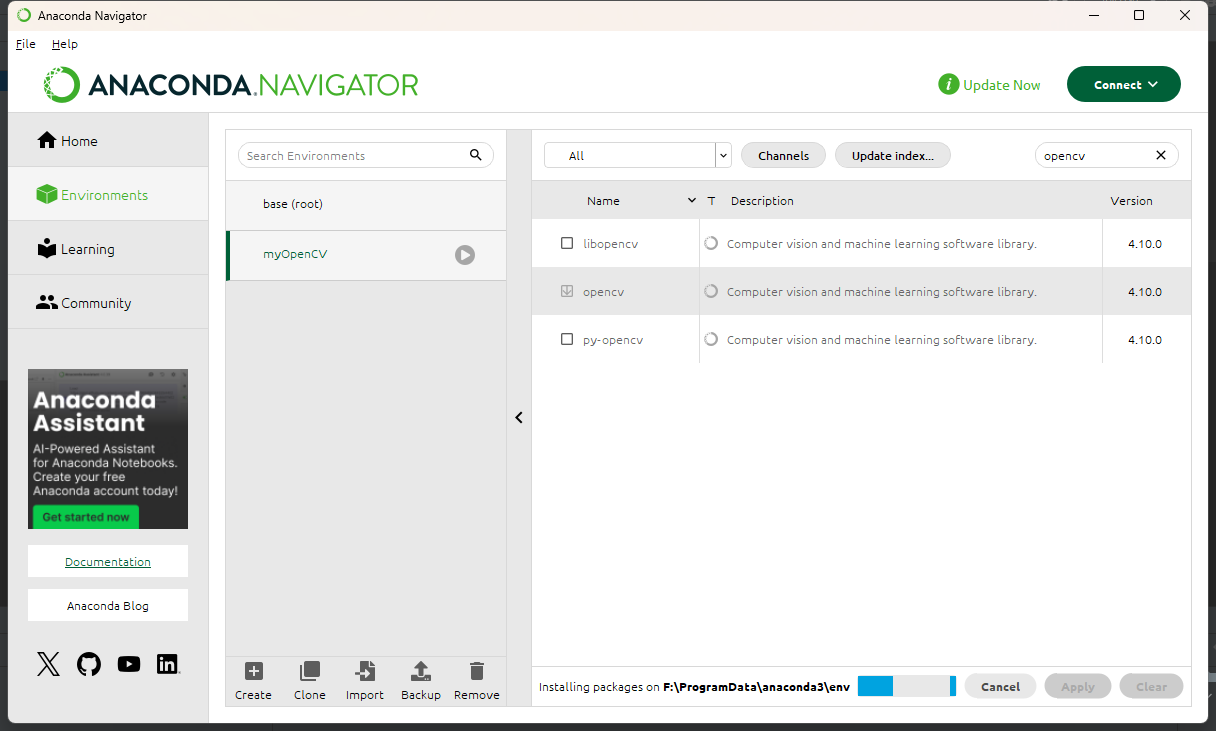 Anaconda Navigator
File Help
ANACONDA.NAVIGATOR
i Update Now
Connect
Home
Environments
Learning
Community
Anaconda
Assistant
AI-Powered Assistant
for Anaconda Notebooks.
Create your free
Anaconda account today!
Get started now
Documentation
Anaconda Blog
Search Environments
base (root)
myOpenCV
Create Clone Import Backup Remove
All Channels Update index... opencv
Name T Description Version
libopencv Computer vision and machine learning software library. 4.10.0
opencv Computer vision and machine learning software library. 4.10.0
py-opencv Computer vision and machine learning software library. 4.10.0
Installing packages on F:\ProgramData\anaconda3\env Cancel Apply Clear